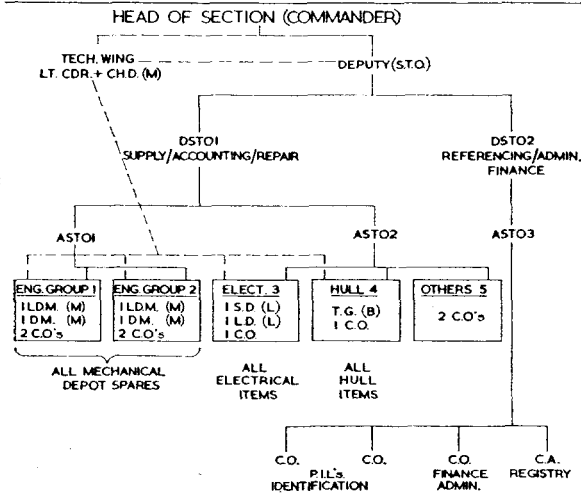 HEAD OF SECTION (COMMANDER)
TECH. WING
LT. CDR. + CH.D. (M)
DEPUTY (S.T.O.)
DSTO1
SUPPLY/ACCOUNTING/REPAIR
DSTO2
REFERENCING/ADMIN.
FINANCE
ASTO1
ASTO2
ASTO3
ENG. GROUP 1
1 L.D.M. (M)
1 D.M. (M)
2 C.O's
ENG. GROUP 2
1 L.D.M. (M)
1 D.M. (M)
2 C.O's
ELECT. 3
1 S.D. (L)
1 L.D. (L)
1 C.O.
HULL 4
T.G. (B)
1 C.O.
OTHERS 5
2 C.O's
ALL MECHANICAL
DEPOT SPARES
ALL
ELECTRICAL
ITEMS
ALL
HULL
ITEMS
C.O. C.O.
P.I.L's.
IDENTIFICATION
C.O.
FINANCE
ADMIN.
C.A.
REGISTRY